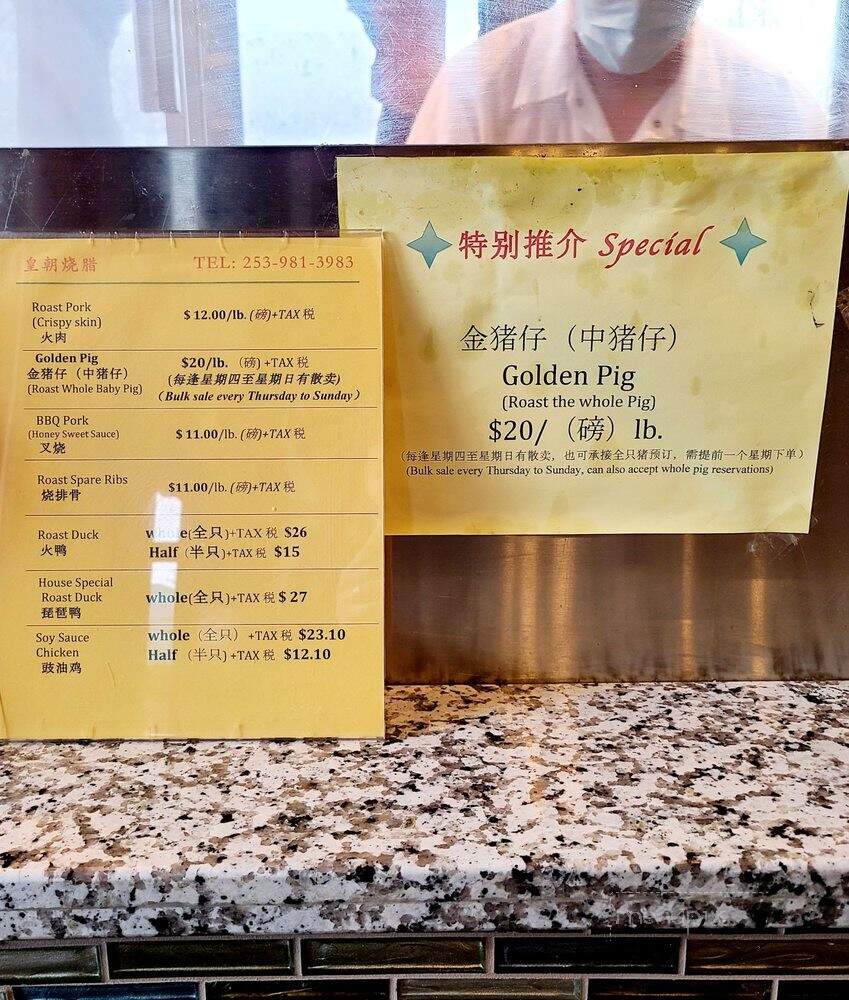 皇朝烧腊 TEL: 253-981-3983
Roast Pork
(Crispy skin)
火肉
$ 12.00/lb. (磅)+TAX 税
Golden Pig
金猪仔（中猪仔）
(Roast Whole Baby Pig)
$20/lb. （磅）+TAX 税
(每逢星期四至星期日有散卖)
（Bulk sale every Thursday to Sunday）
BBQ Pork
(Honey Sweet Sauce)
叉烧
$ 11.00/lb. (磅)+TAX 税
Roast Spare Ribs
烧排骨
$11.00/lb. (磅)+TAX 税
Roast Duck
火鸭
whole(全只)+TAX 税 $26
Half（半只)+TAX 税 $15
House Special
Roast Duck
琵琶鸭
whole(全只)+TAX 税 $ 27
Soy Sauce
Chicken
豉油鸡
whole（全只）+TAX 税 $23.10
Half（半只)+TAX 税 $12.10
特别推介 Special
金猪仔（中猪仔）
Golden Pig
(Roast the whole Pig)
$20/（磅）lb.
(每逢星期四至星期日有散卖，也可承接全只猪预订，需提前一个星期下单)
(Bulk sale every Thursday to Sunday, can also accept whole pig reservations)